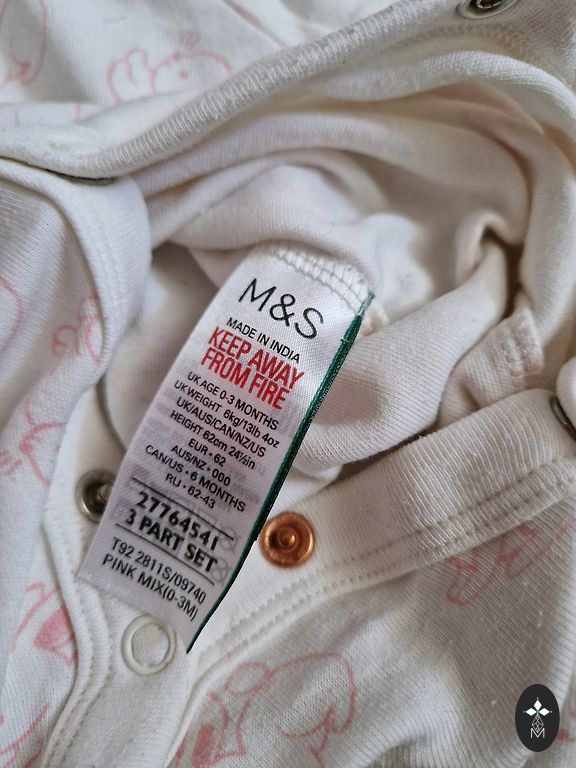 M&S
MADE IN INDIA
KEEP AWAY
FROM FIRE
UK AGE 0-3 MONTHS
UK WEIGHT 6kg/13lb 4oz
UK/AUS/CAN/NZ/US
HEIGHT 62cm 24½in
EUR • 62
AUS/NZ • 000
CAN/US • 6 MONTHS
RU • 62-43
27764541
3 PART SET
T92 2811S/09740
PINK MIX(0-3M)
M